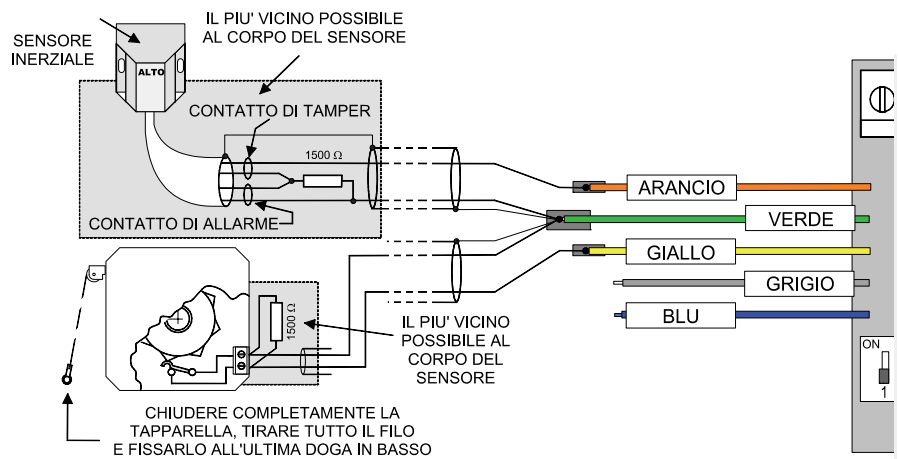 IL PIU' VICINO POSSIBILE
AL CORPO DEL SENSORE
SENSORE
INERZIALE
ALTO
CONTATTO DI TAMPER
1500 Ω
CONTATTO DI ALLARME
ARANCIO
VERDE
GIALLO
GRIGIO
BLU
1500 Ω
IL PIU' VICINO
POSSIBILE AL
CORPO DEL
SENSORE
ON
1
CHIUDERE COMPLETAMENTE LA
TAPPARELLA, TIRARE TUTTO IL FILO
E FISSARLO ALL'ULTIMA DOGA IN BASSO